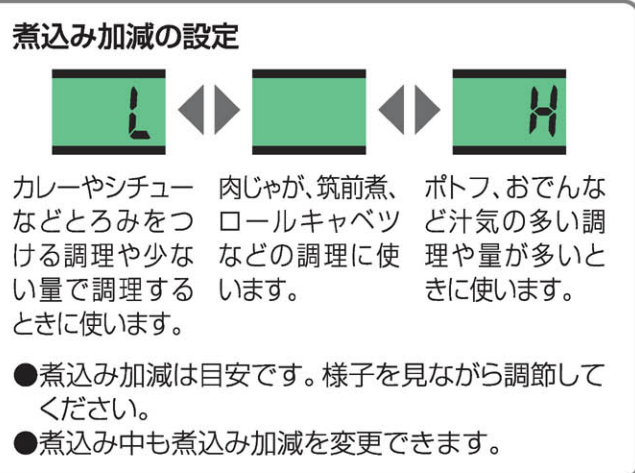 煮込み加減の設定
L
H
カレーやシチュー
などとろみをつ
ける調理や少な
い量で調理する
ときに使います。
肉じゃが、筑前煮、
ロールキャベツ
などの調理に使
います。
ポトフ、おでんな
ど汁気の多い調
理や量が多いと
きに使います。
●煮込み加減は目安です。様子を見ながら調節して
ください。
●煮込み中も煮込み加減を変更できます。